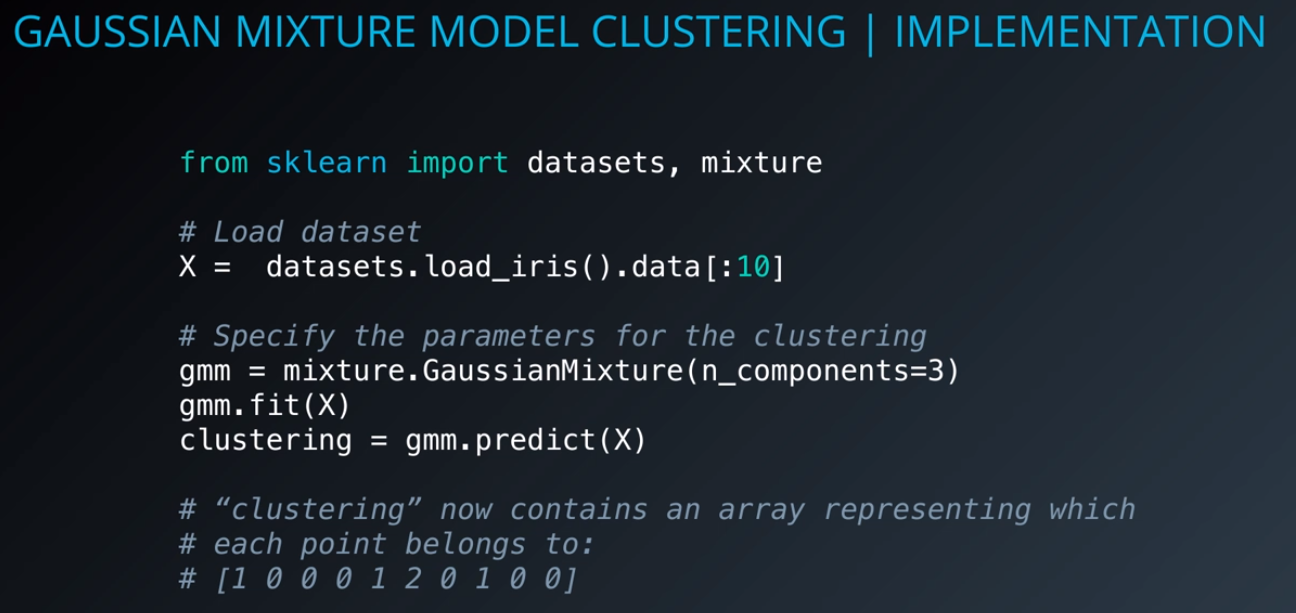 GAUSSIAN MIXTURE MODEL CLUSTERING | IMPLEMENTATION
from sklearn import datasets, mixture
# Load dataset
X =  datasets.load_iris().data[:10]
# Specify the parameters for the clustering
gmm = mixture.GaussianMixture(n_components=3)
gmm.fit(X)
clustering = gmm.predict(X)
# “clustering” now contains an array representing which
# each point belongs to:
# [1 0 0 0 1 2 0 1 0 0]